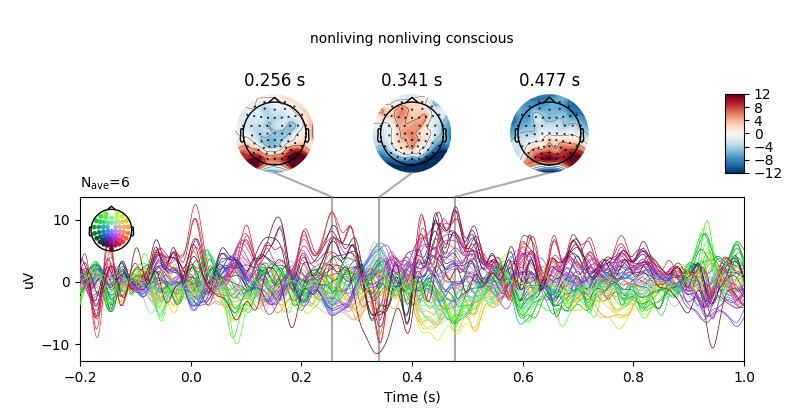 nonliving nonliving conscious
0.256 s 0.341 s 0.477 s
12
8
4
0
−4
−8
−12
Nave=6
10
0
−10
uV
−0.2 0.0 0.2 0.4 0.6 0.8 1.0
Time (s)